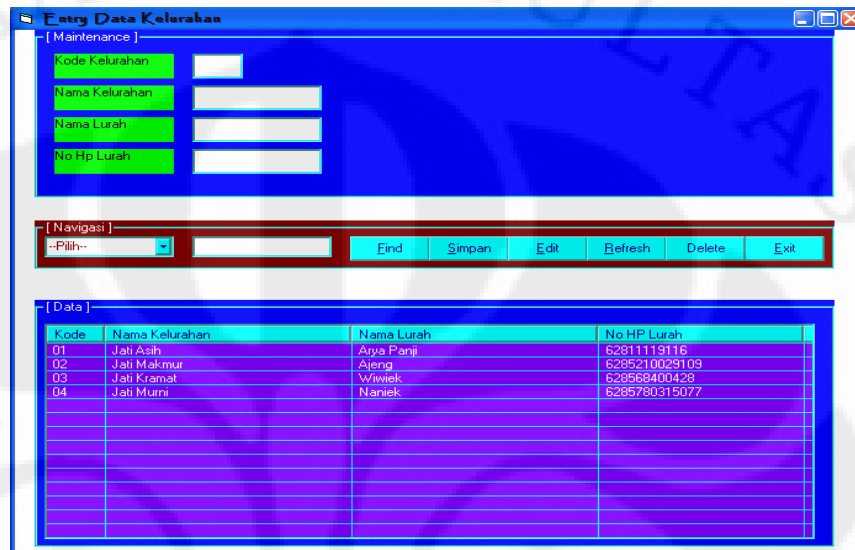 Entry Data Kelurahan
[ Maintenance ]
Kode Kelurahan
Nama Kelurahan
Nama Lurah
No Hp Lurah
[ Navigasi ]
--Pilih-- Find Simpan Edit Refresh Delete Exit
[ Data ]
Kode Nama Kelurahan Nama Lurah No HP Lurah
01 Jati Asih Arya Panji 62811119116
02 Jati Makmur Ajeng 6285210029109
03 Jati Kramat Wiwiek 628568400428
04 Jati Murni Naniek 6285780315077